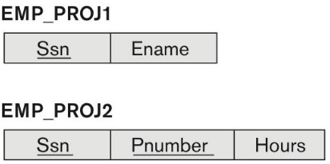 EMP_PROJ1
Ssn Ename
EMP_PROJ2
Ssn Pnumber Hours